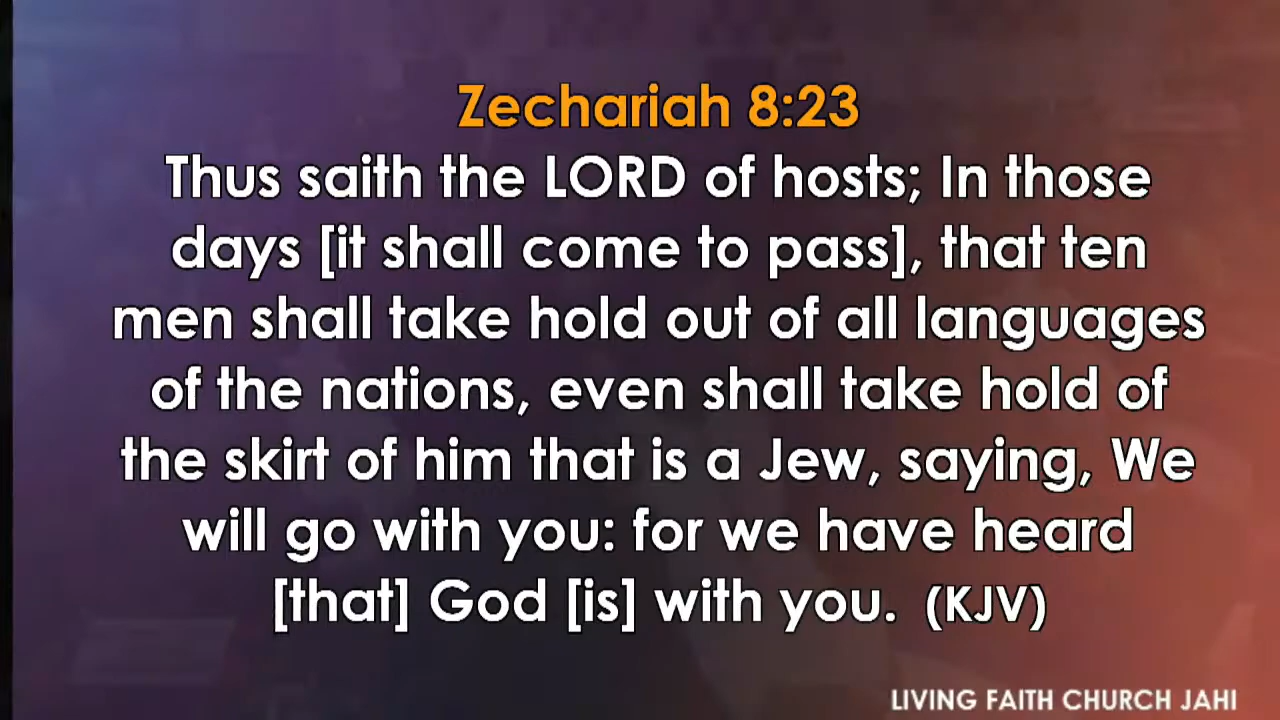 Zechariah 8:23
Thus saith the LORD of hosts; In those
days [it shall come to pass], that ten
men shall take hold out of all languages
of the nations, even shall take hold of
the skirt of him that is a Jew, saying, We
will go with you: for we have heard
[that] God [is] with you. (KJV)
LIVING FAITH CHURCH JAHI